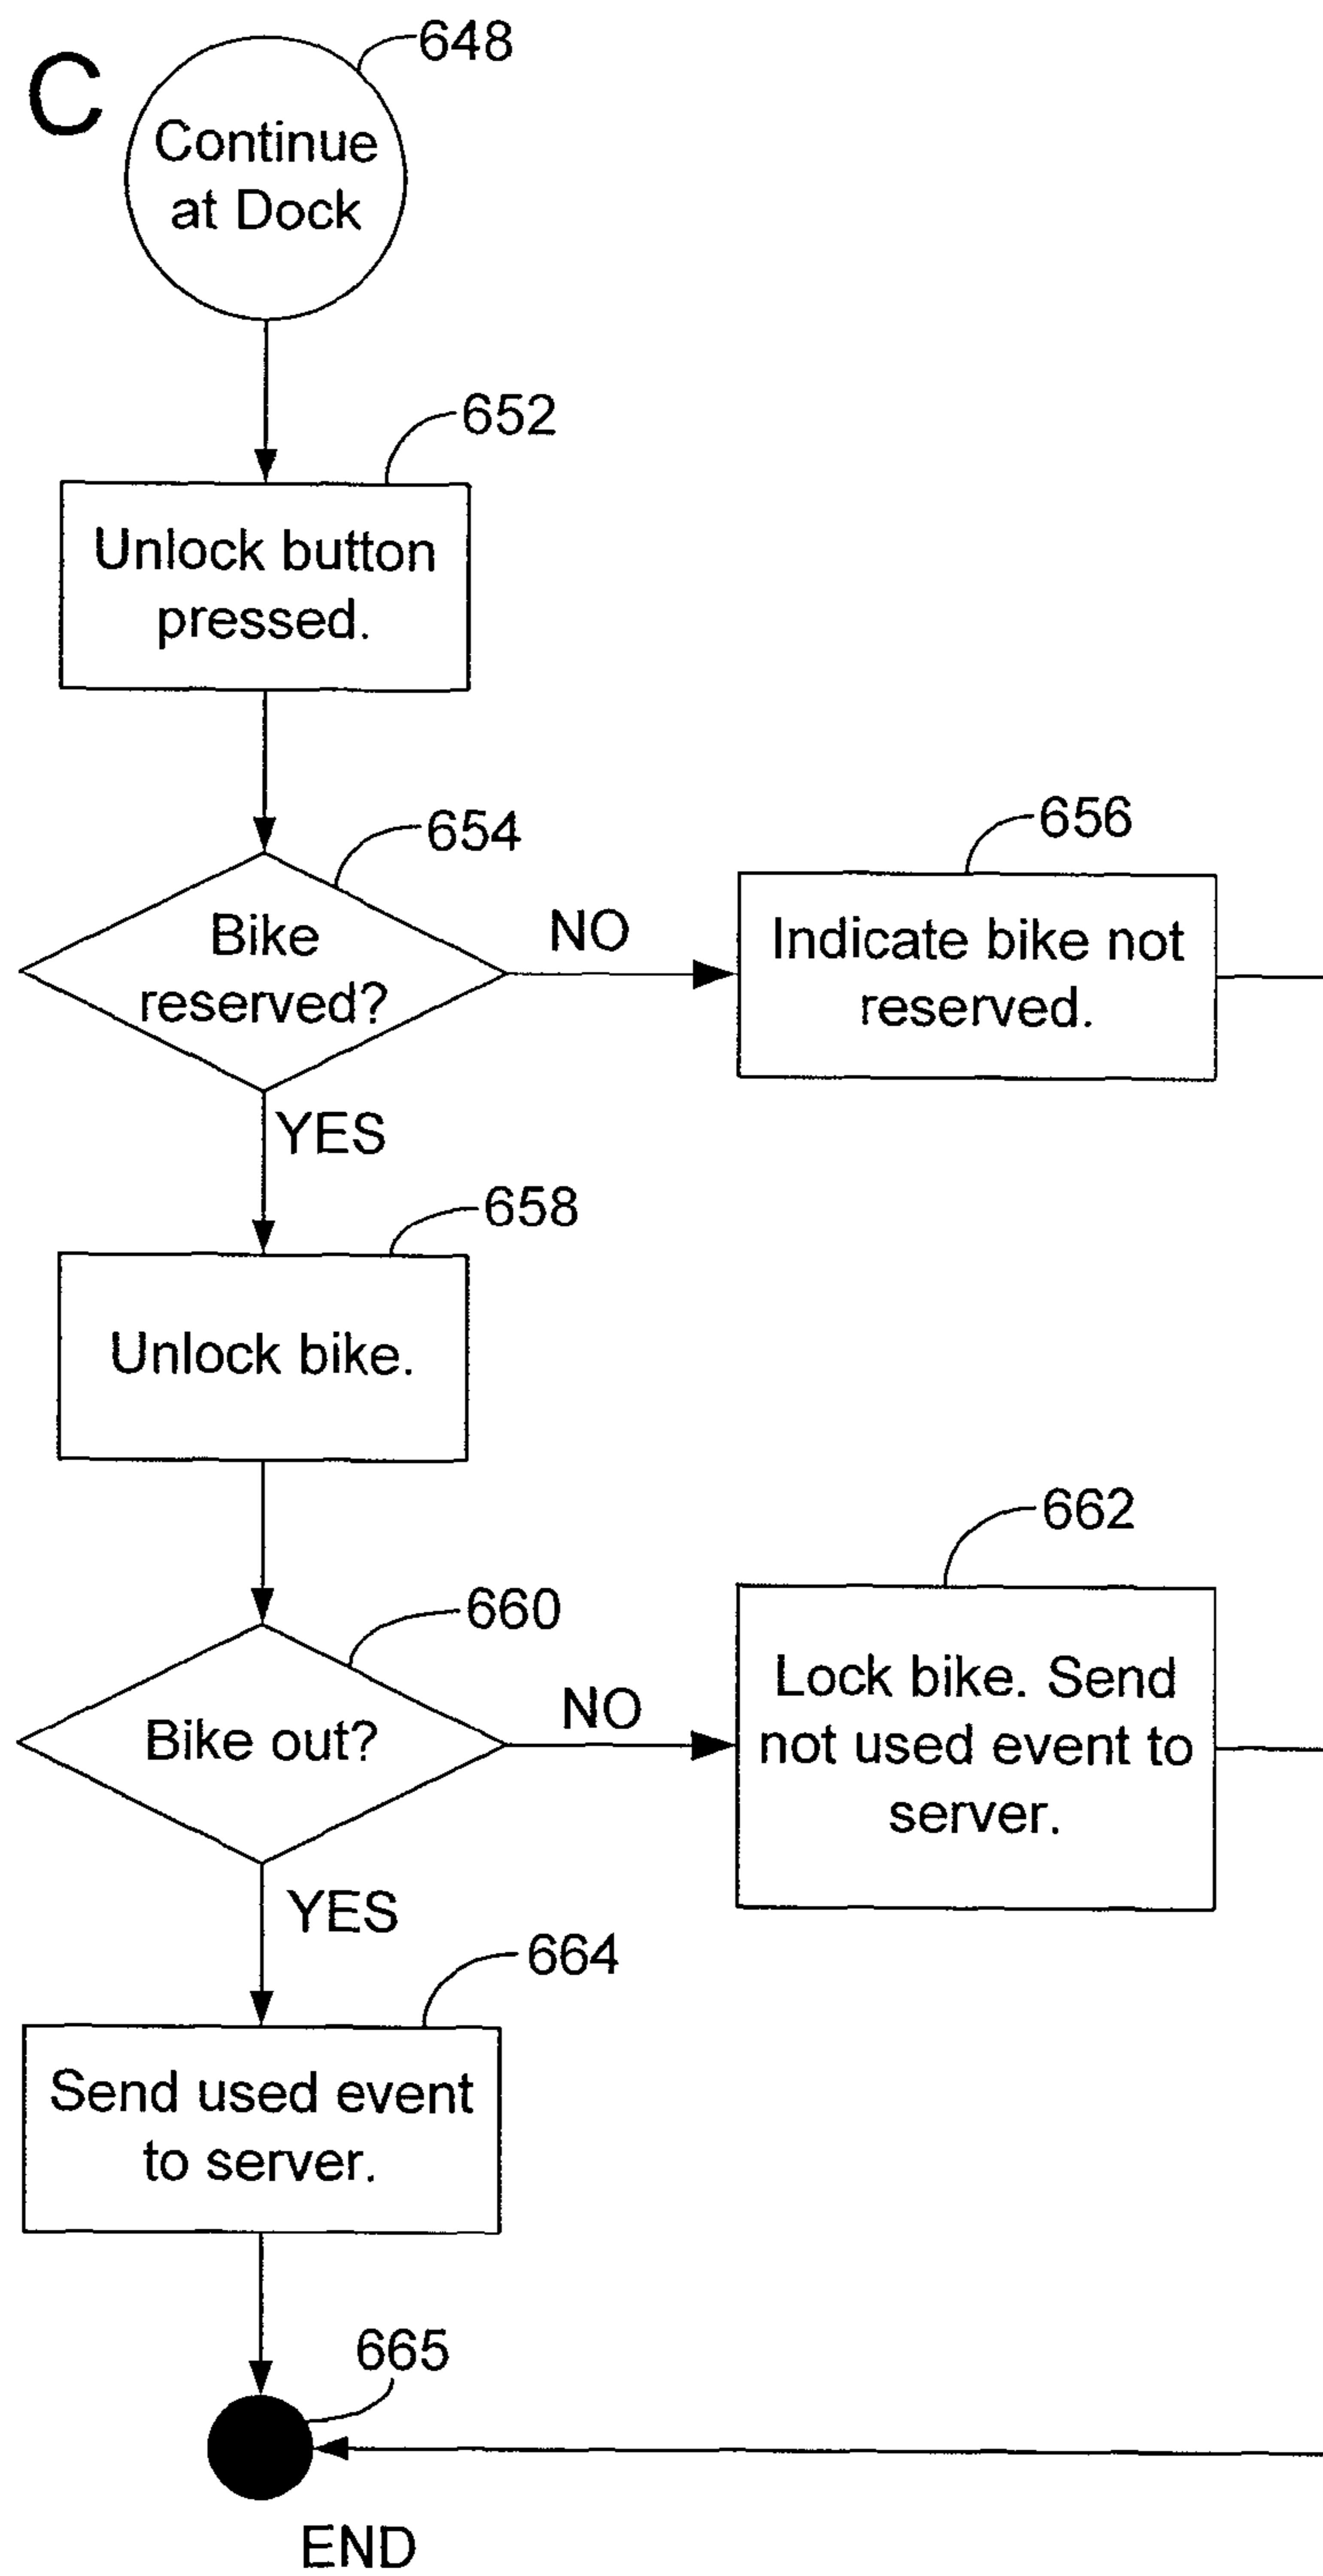 C
648
Continue
at Dock
652
Unlock button
pressed.
654
Bike
reserved?
NO
656
Indicate bike not
reserved.
YES
658
Unlock bike.
660
Bike out?
NO
662
Lock bike. Send
not used event to
server.
YES
664
Send used event
to server.
665
END